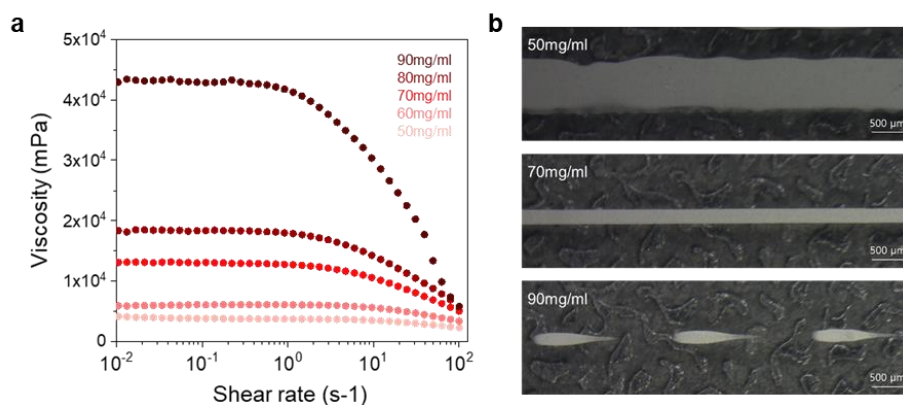 a
Viscosity (mPa)
5x10⁴
4x10⁴
3x10⁴
2x10⁴
1x10⁴
0
10⁻² 10⁻¹ 10⁰ 10¹ 10²
Shear rate (s-1)
90mg/ml
80mg/ml
70mg/ml
60mg/ml
50mg/ml
b
50mg/ml
500 µm
70mg/ml
500 µm
90mg/ml
500 µm